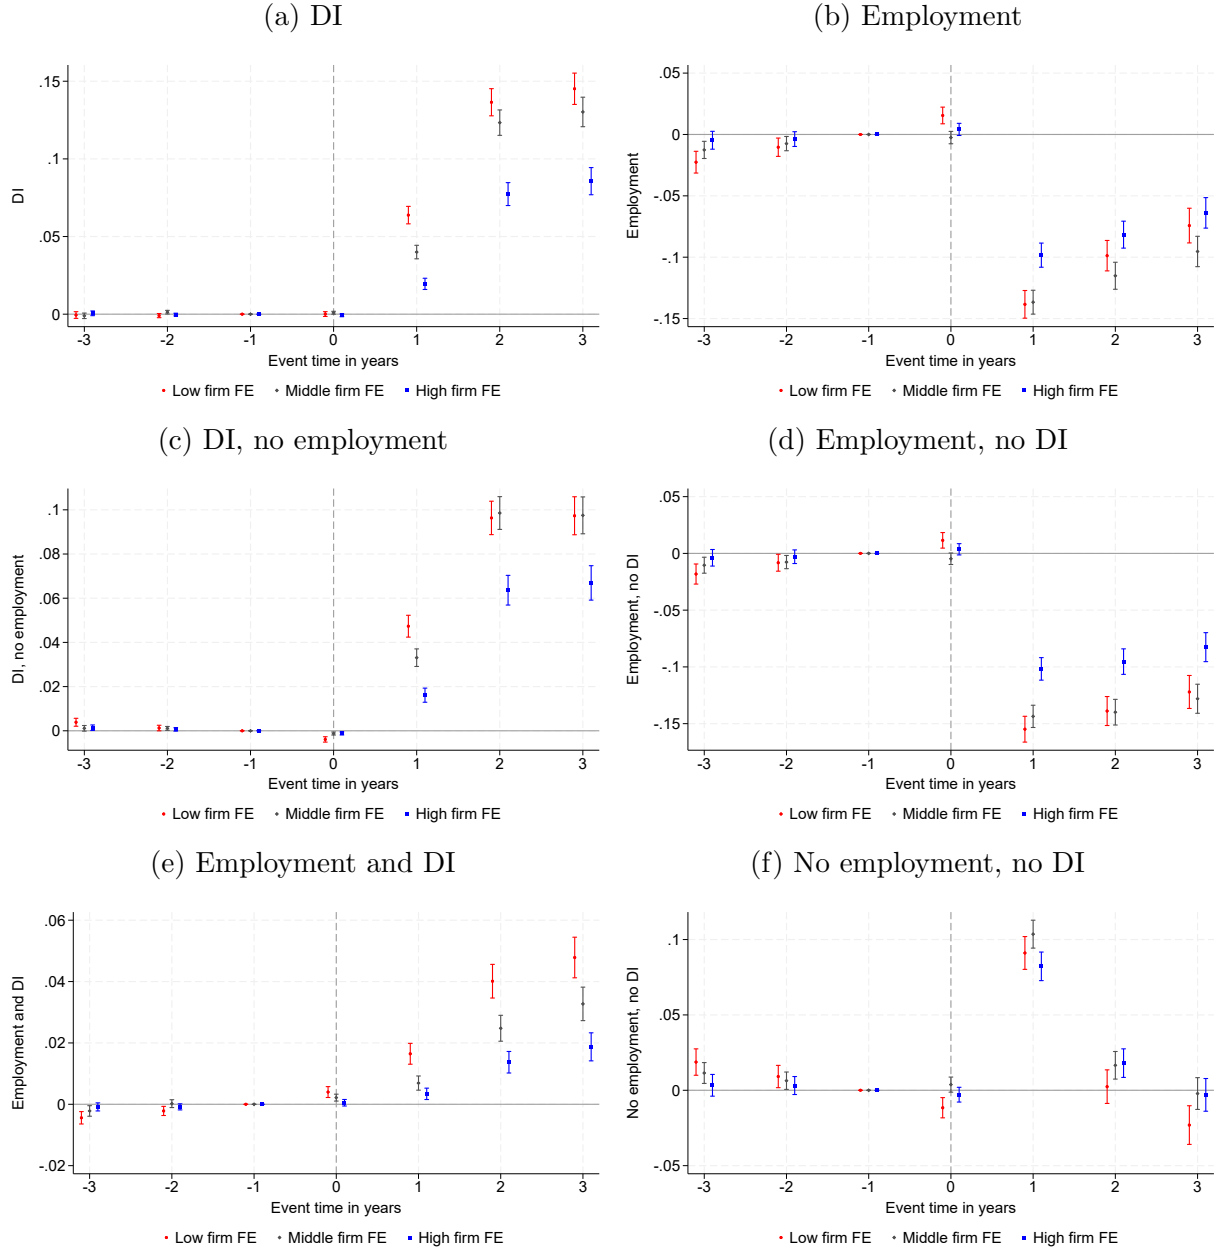 (a) DI
.15
.1
.05
0
DI
-3 -2 -1 0 1 2 3
Event time in years
Low firm FE Middle firm FE High firm FE
(b) Employment
.05
0
-.05
-.1
-.15
Employment
-3 -2 -1 0 1 2 3
Event time in years
Low firm FE Middle firm FE High firm FE
(c) DI, no employment
.1
.08
.06
.04
.02
0
DI, no employment
-3 -2 -1 0 1 2 3
Event time in years
Low firm FE Middle firm FE High firm FE
(d) Employment, no DI
.05
0
-.05
-.1
-.15
Employment, no DI
-3 -2 -1 0 1 2 3
Event time in years
Low firm FE Middle firm FE High firm FE
(e) Employment and DI
.06
.04
.02
0
-.02
Employment and DI
-3 -2 -1 0 1 2 3
Event time in years
Low firm FE Middle firm FE High firm FE
(f) No employment, no DI
.1
.05
0
-.05
No employment, no DI
-3 -2 -1 0 1 2 3
Event time in years
Low firm FE Middle firm FE High firm FE